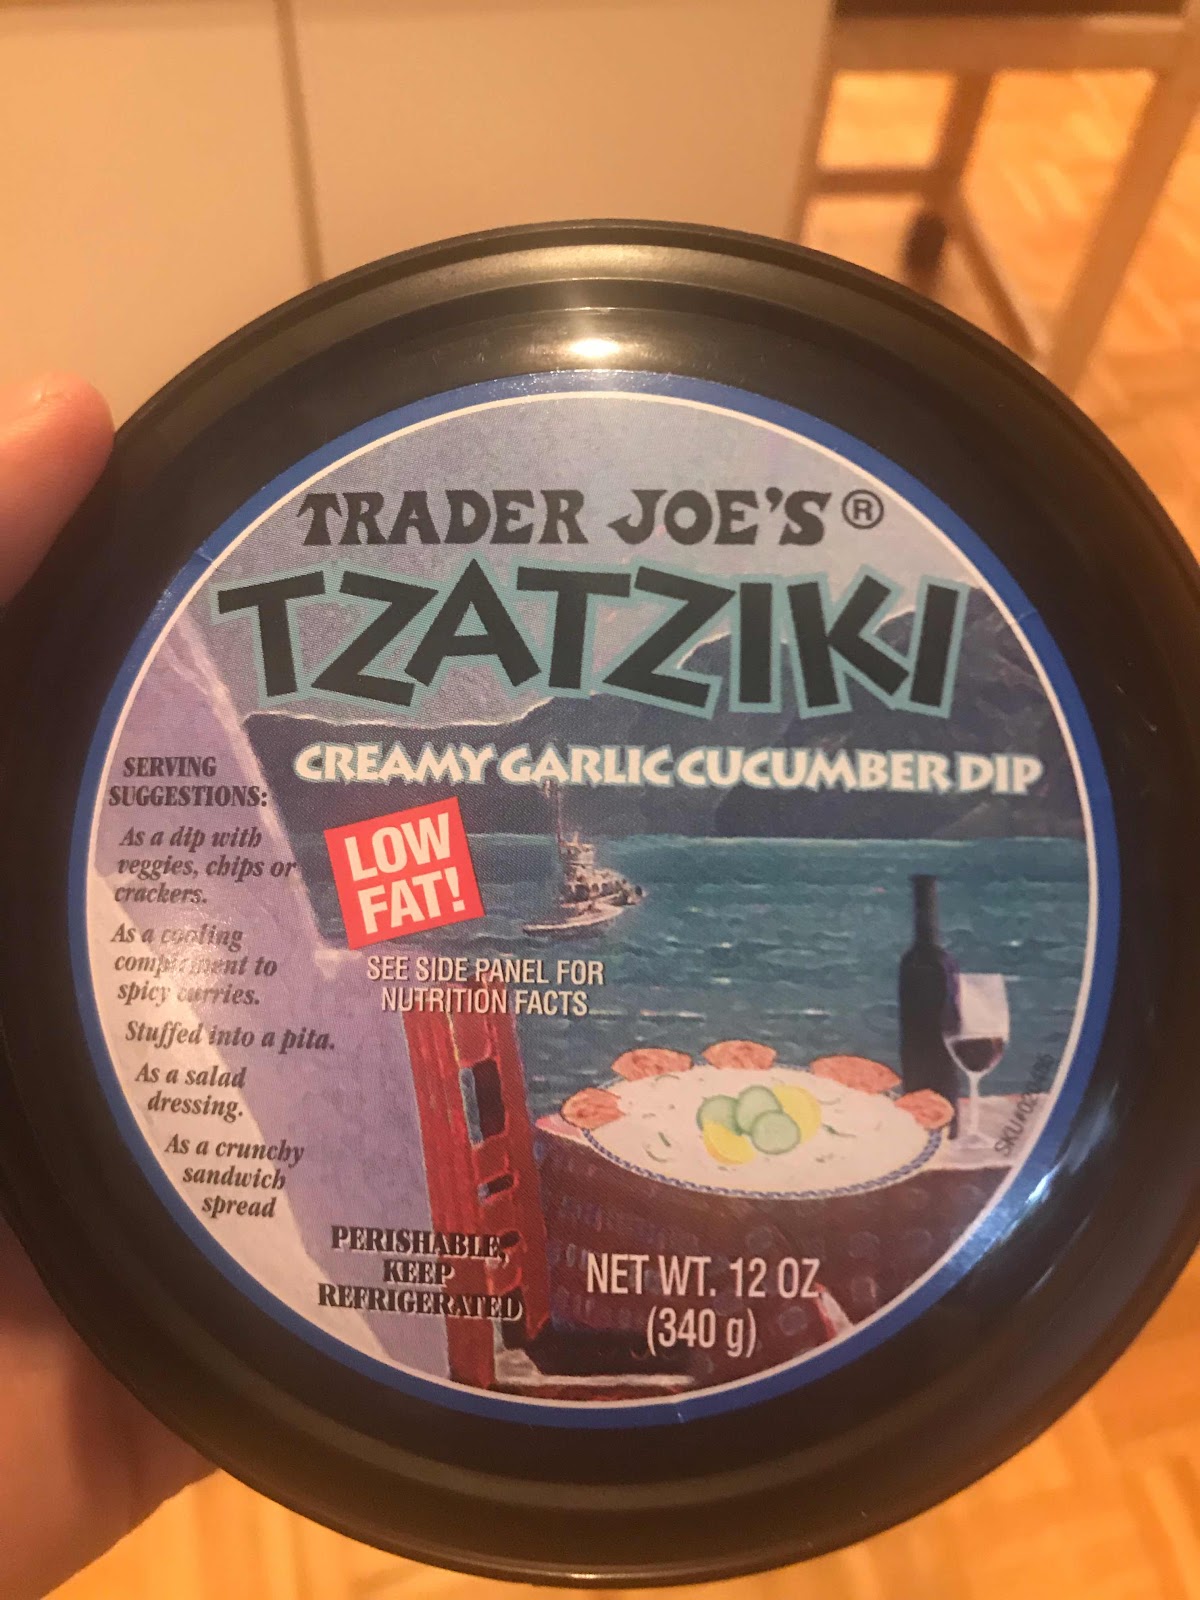 TRADER JOE'S®
TZATZIKI
CREAMY GARLIC CUCUMBER DIP
LOW
FAT!
SEE SIDE PANEL FOR
NUTRITION FACTS
SERVING
SUGGESTIONS:
As a dip with
veggies, chips or
crackers.
As a cooling
compliment to
spicy curries.
Stuffed into a pita.
As a salad
dressing.
As a crunchy
sandwich
spread
PERISHABLE,
KEEP
REFRIGERATED
NET WT. 12 OZ
(340 g)